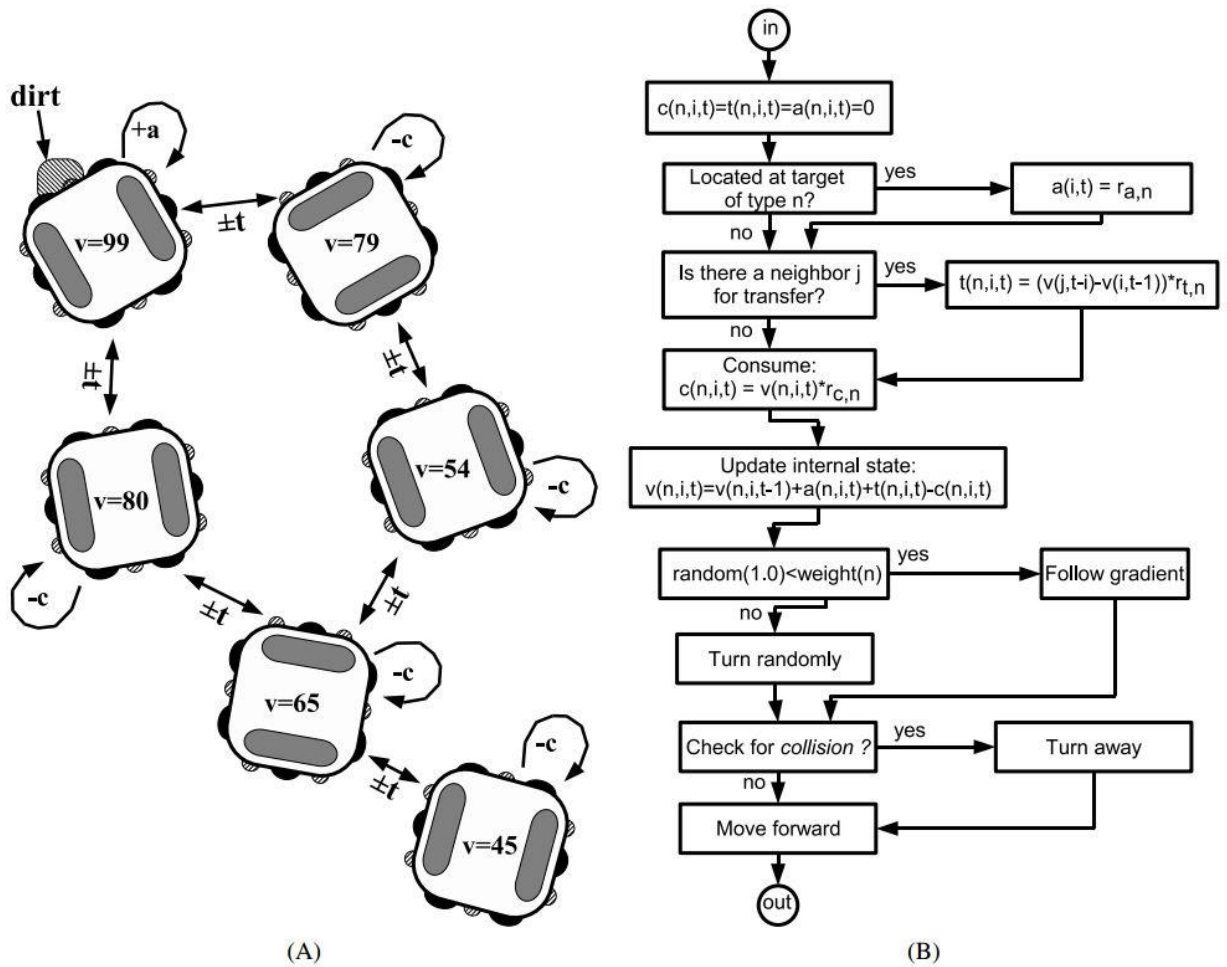 dirt
+a
-c
v=99
±t
v=79
±t
±t
v=80
v=54
-c
-c
±t
±t
v=65
-c
-c
±t
v=45
(A)
in
c(n,i,t)=t(n,i,t)=a(n,i,t)=0
Located at target
of type n?
yes
a(i,t) = ra,n
no
Is there a neighbor j
for transfer?
yes
t(n,i,t) = (v(j,t-i)-v(i,t-1))*rt,n
no
Consume:
c(n,i,t) = v(n,i,t)*rc,n
Update internal state:
v(n,i,t)=v(n,i,t-1)+a(n,i,t)+t(n,i,t)-c(n,i,t)
random(1.0)<weight(n)
yes
Follow gradient
no
Turn randomly
Check for collision ?
yes
Turn away
no
Move forward
out
(B)